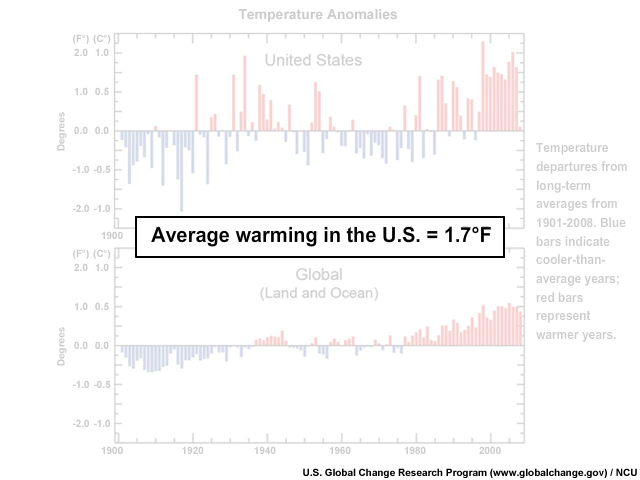 Temperature Anomalies
(F°) (C°)
2.0 1.0
1.0 0.5
0.0 0.0
-1.0 -0.5
-2.0 -1.0
Degrees
United States
1900
Average warming in the U.S. = 1.7°F
(F°) (C°)
2.0 1.0
1.0 0.5
0.0 0.0
-1.0 -0.5
-2.0 -1.0
Degrees
Global
(Land and Ocean)
1900 1920 1940 1960 1980 2000
Temperature
departures from
long-term
averages from
1901-2008. Blue
bars indicate
cooler-than-
average years;
red bars
represent
warmer years.
U.S. Global Change Research Program (www.globalchange.gov) / NCU